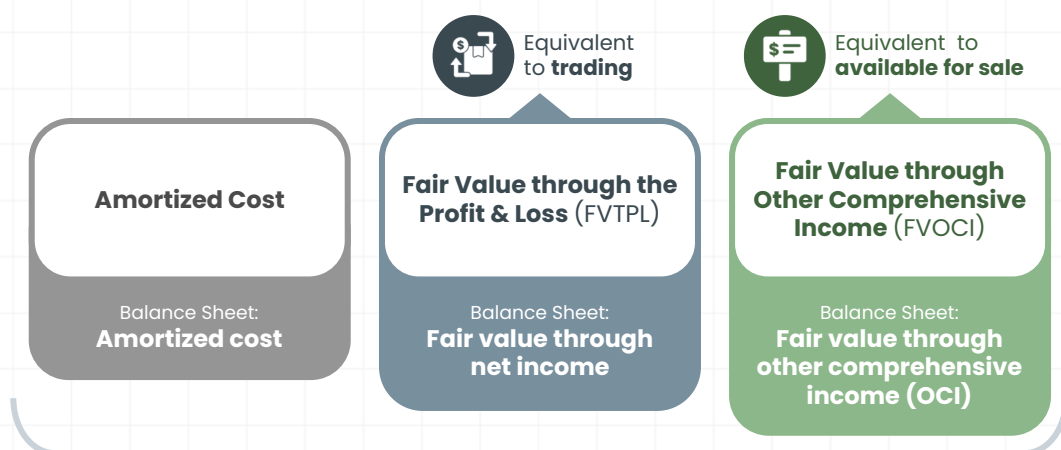 Equivalent
to trading
Equivalent to
available for sale
Amortized Cost
Balance Sheet:
Amortized cost
Fair Value through the
Profit & Loss (FVTPL)
Balance Sheet:
Fair value through
net income
Fair Value through
Other Comprehensive
Income (FVOCI)
Balance Sheet:
Fair value through
other comprehensive
income (OCI)